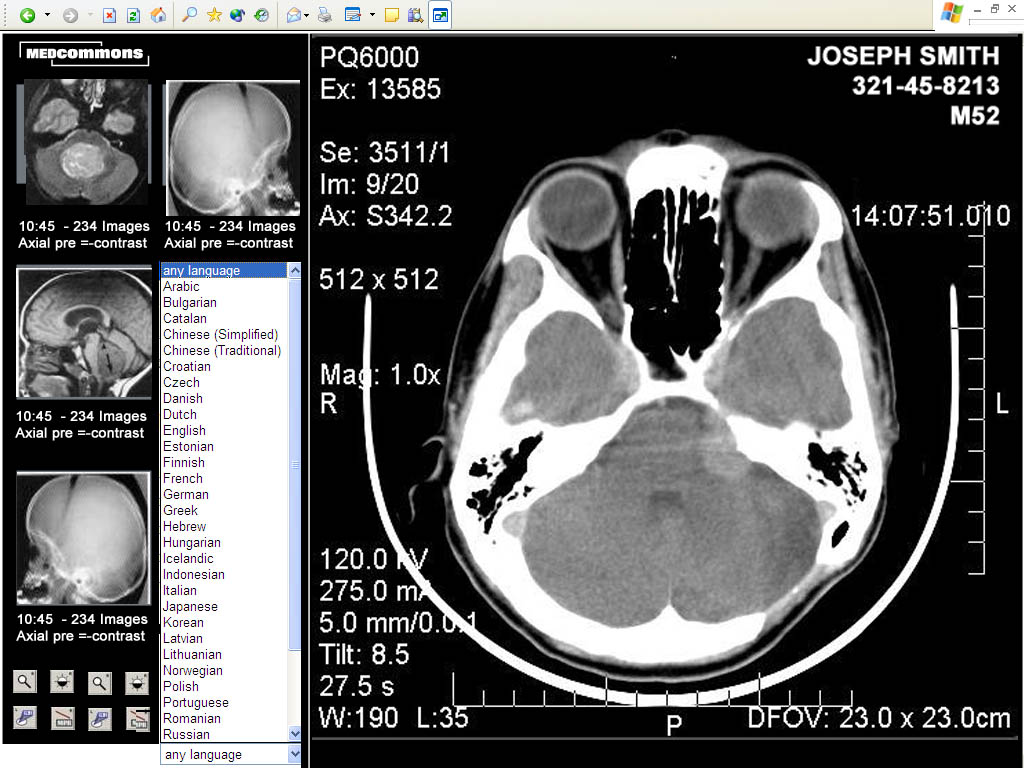 MEDCOMMONS
10:45 - 234 Images
Axial pre =-contrast
10:45 - 234 Images
Axial pre =-contrast
10:45 - 234 Images
Axial pre =-contrast
10:45 - 234 Images
Axial pre =-contrast
any language
Arabic
Bulgarian
Catalan
Chinese (Simplified)
Chinese (Traditional)
Croatian
Czech
Danish
Dutch
English
Estonian
Finnish
French
German
Greek
Hebrew
Hungarian
Icelandic
Indonesian
Italian
Japanese
Korean
Latvian
Lithuanian
Norwegian
Polish
Portuguese
Romanian
Russian
any language
MPR
PQ6000
Ex: 13585
Se: 3511/1
Im: 9/20
Ax: S342.2
512 x 512
Mag: 1.0x
R
120.0 kV
275.0 mA
5.0 mm/0.0:1
Tilt: 8.5
27.5 s
W:190 L:35
JOSEPH SMITH
321-45-8213
M52
14:07:51.010
L
P
DFOV: 23.0 x 23.0cm